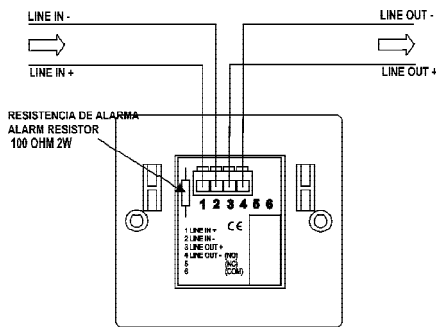 LINE IN -
LINE OUT -
LINE IN +
LINE OUT +
RESISTENCIA DE ALARMA
ALARM RESISTOR
100 OHM 2W
1 2 3 4 5 6
CE
1 LINE IN +
2 LINE IN -
3 LINE OUT +
4 LINE OUT - (NO)
5 (NC)
6 (COM)